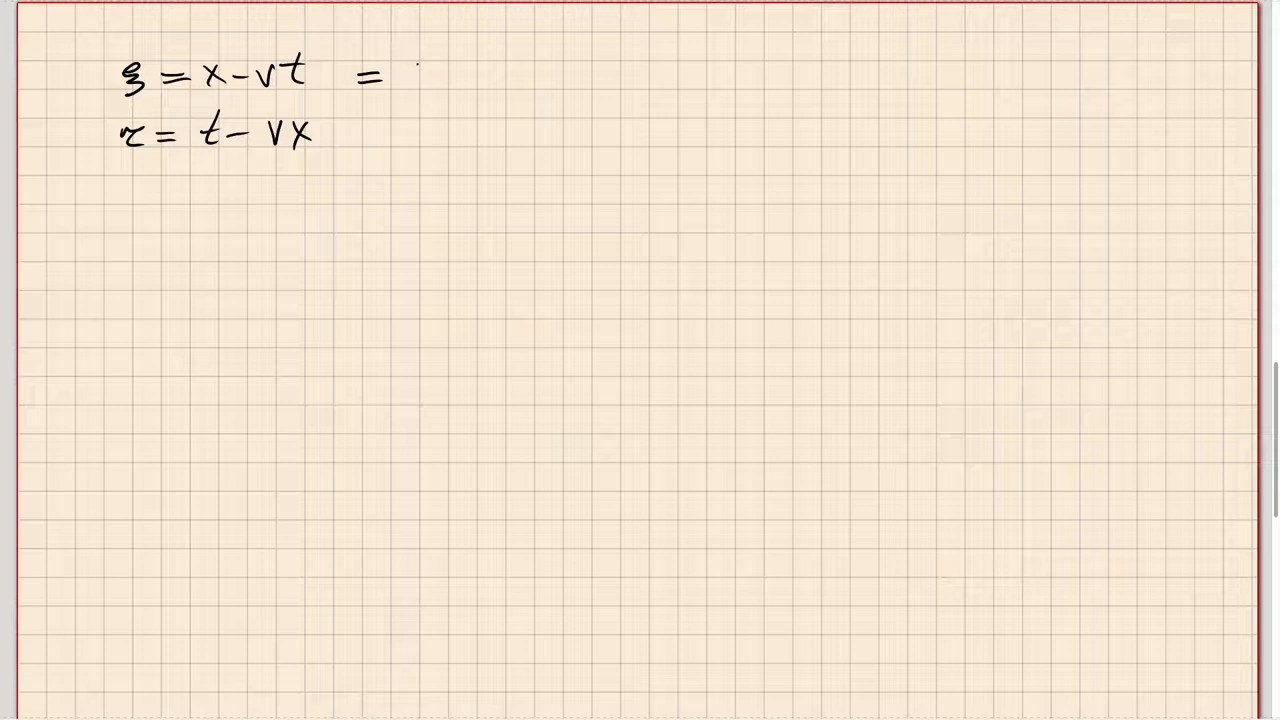 ξ = x - vt =
τ = t - vx